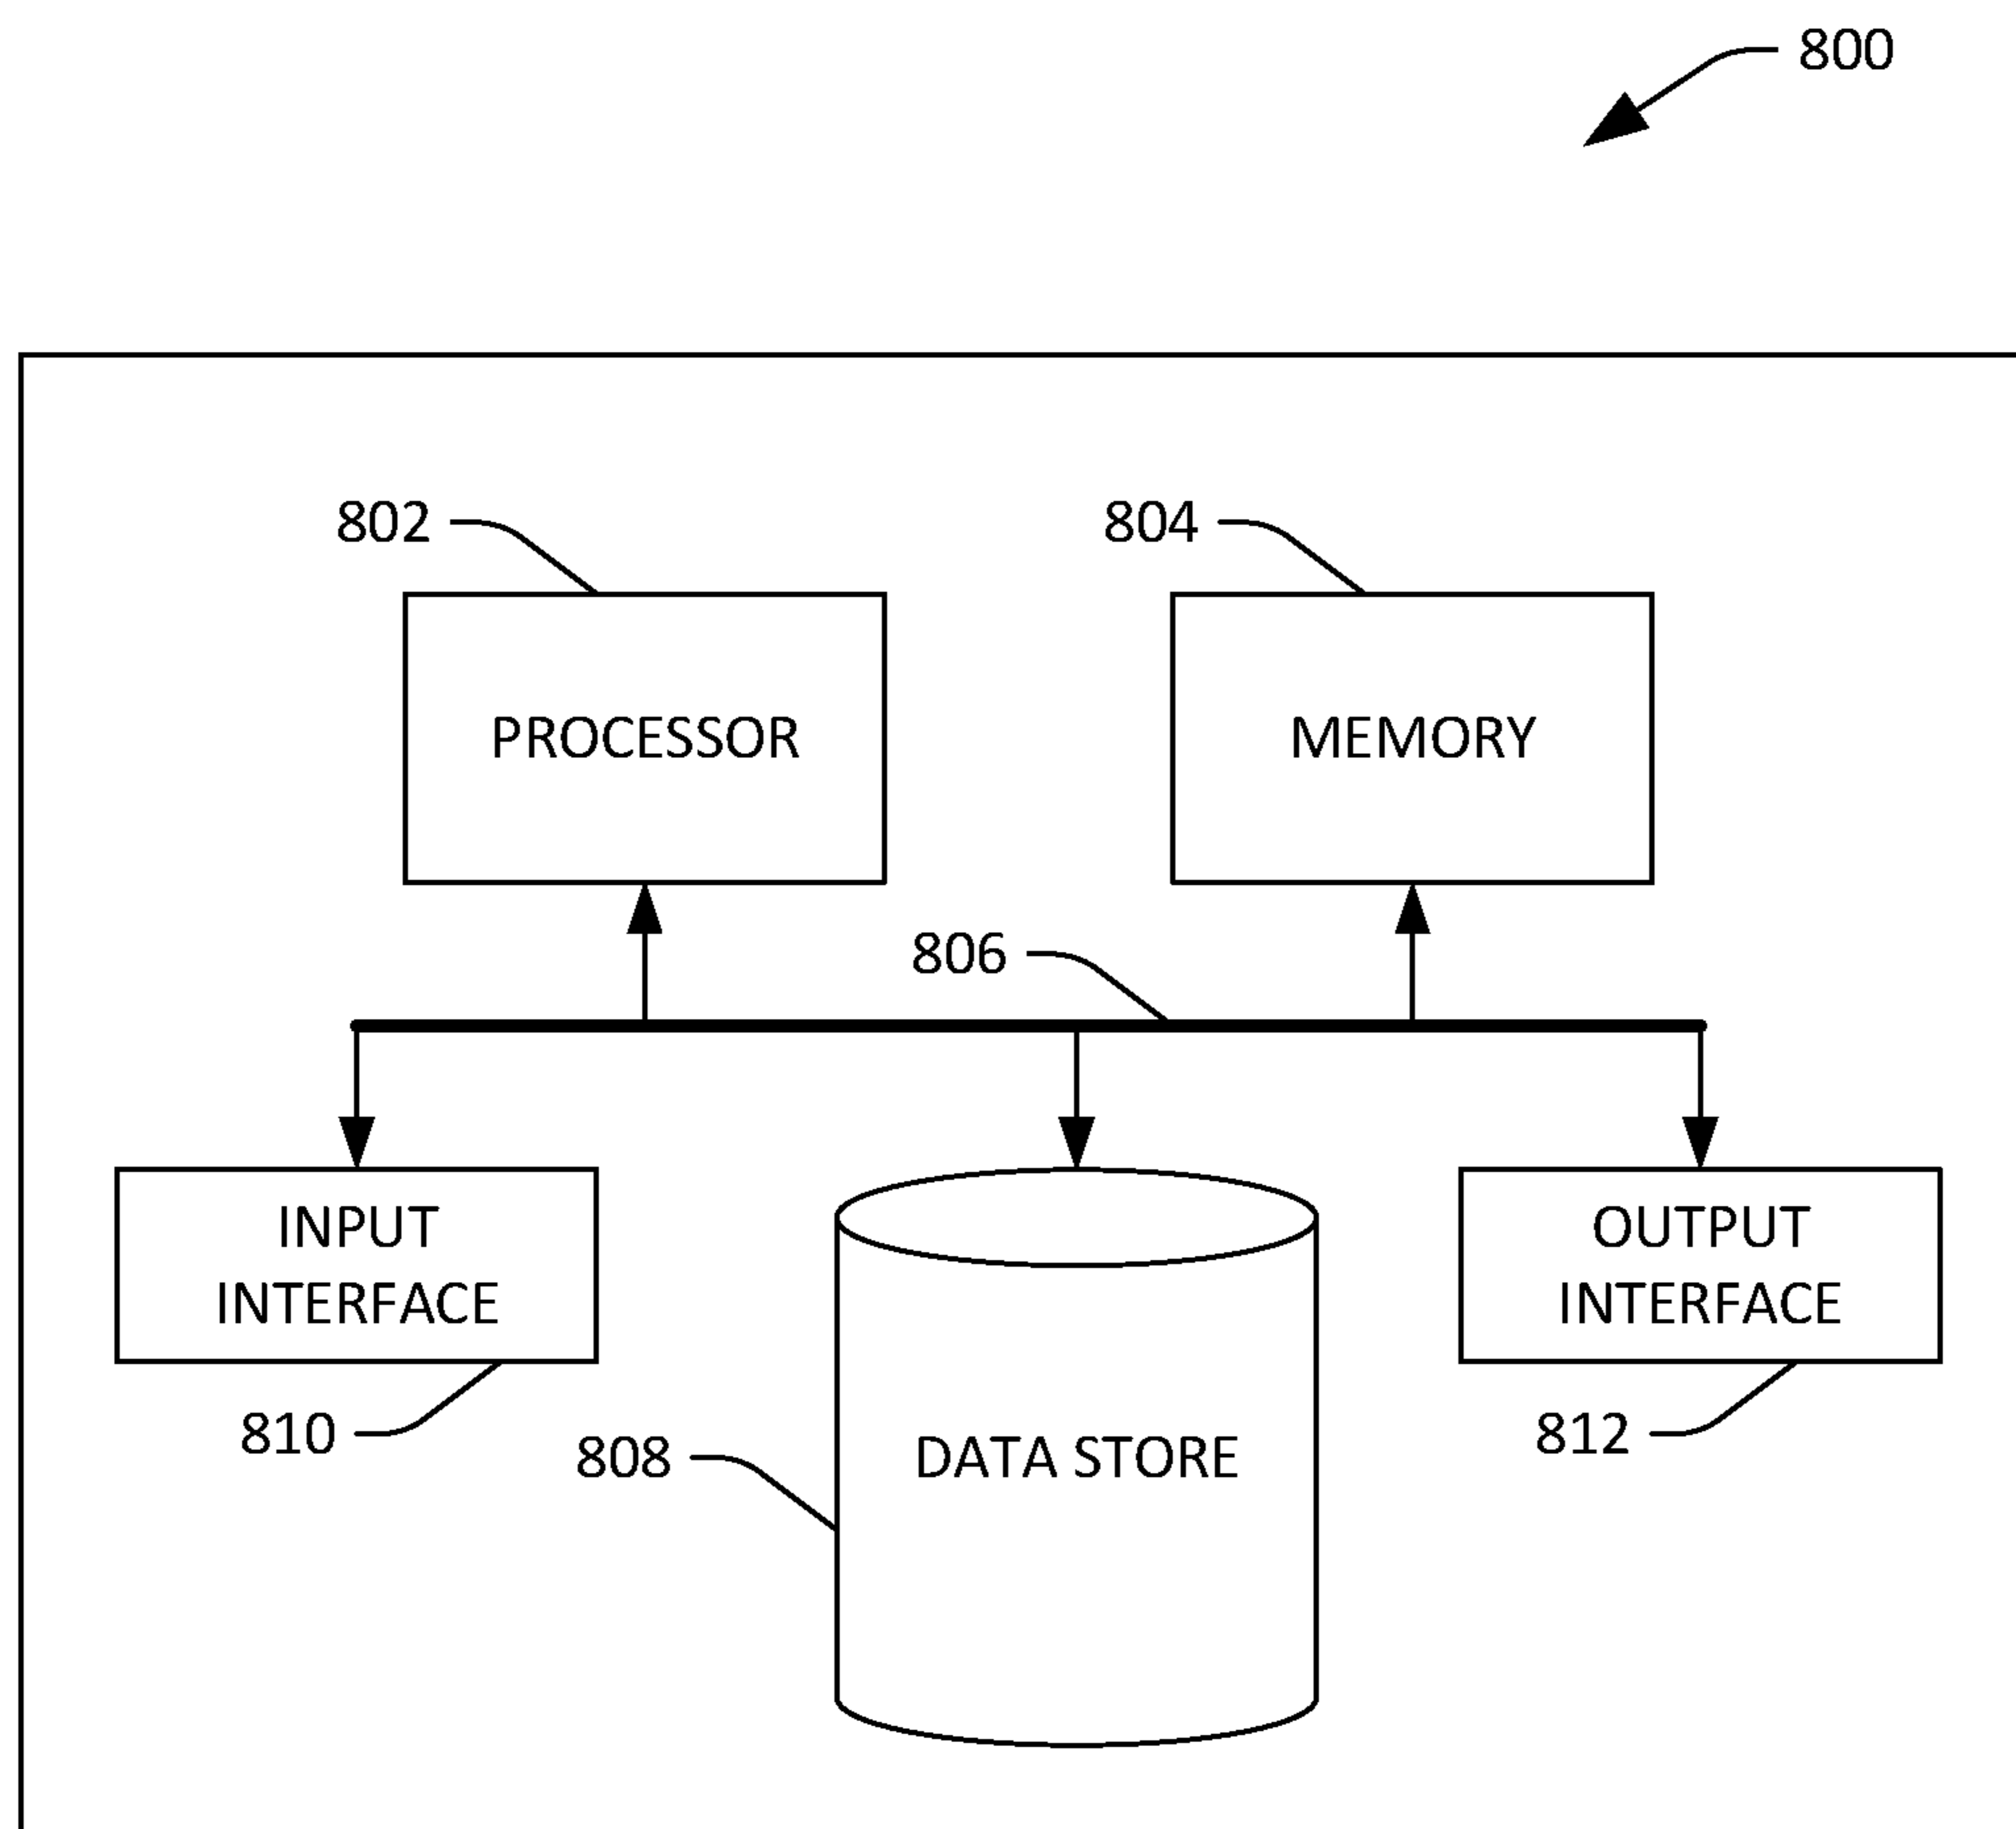 800
802
804
PROCESSOR
MEMORY
806
INPUT
INTERFACE
OUTPUT
INTERFACE
810
808
DATA STORE
812